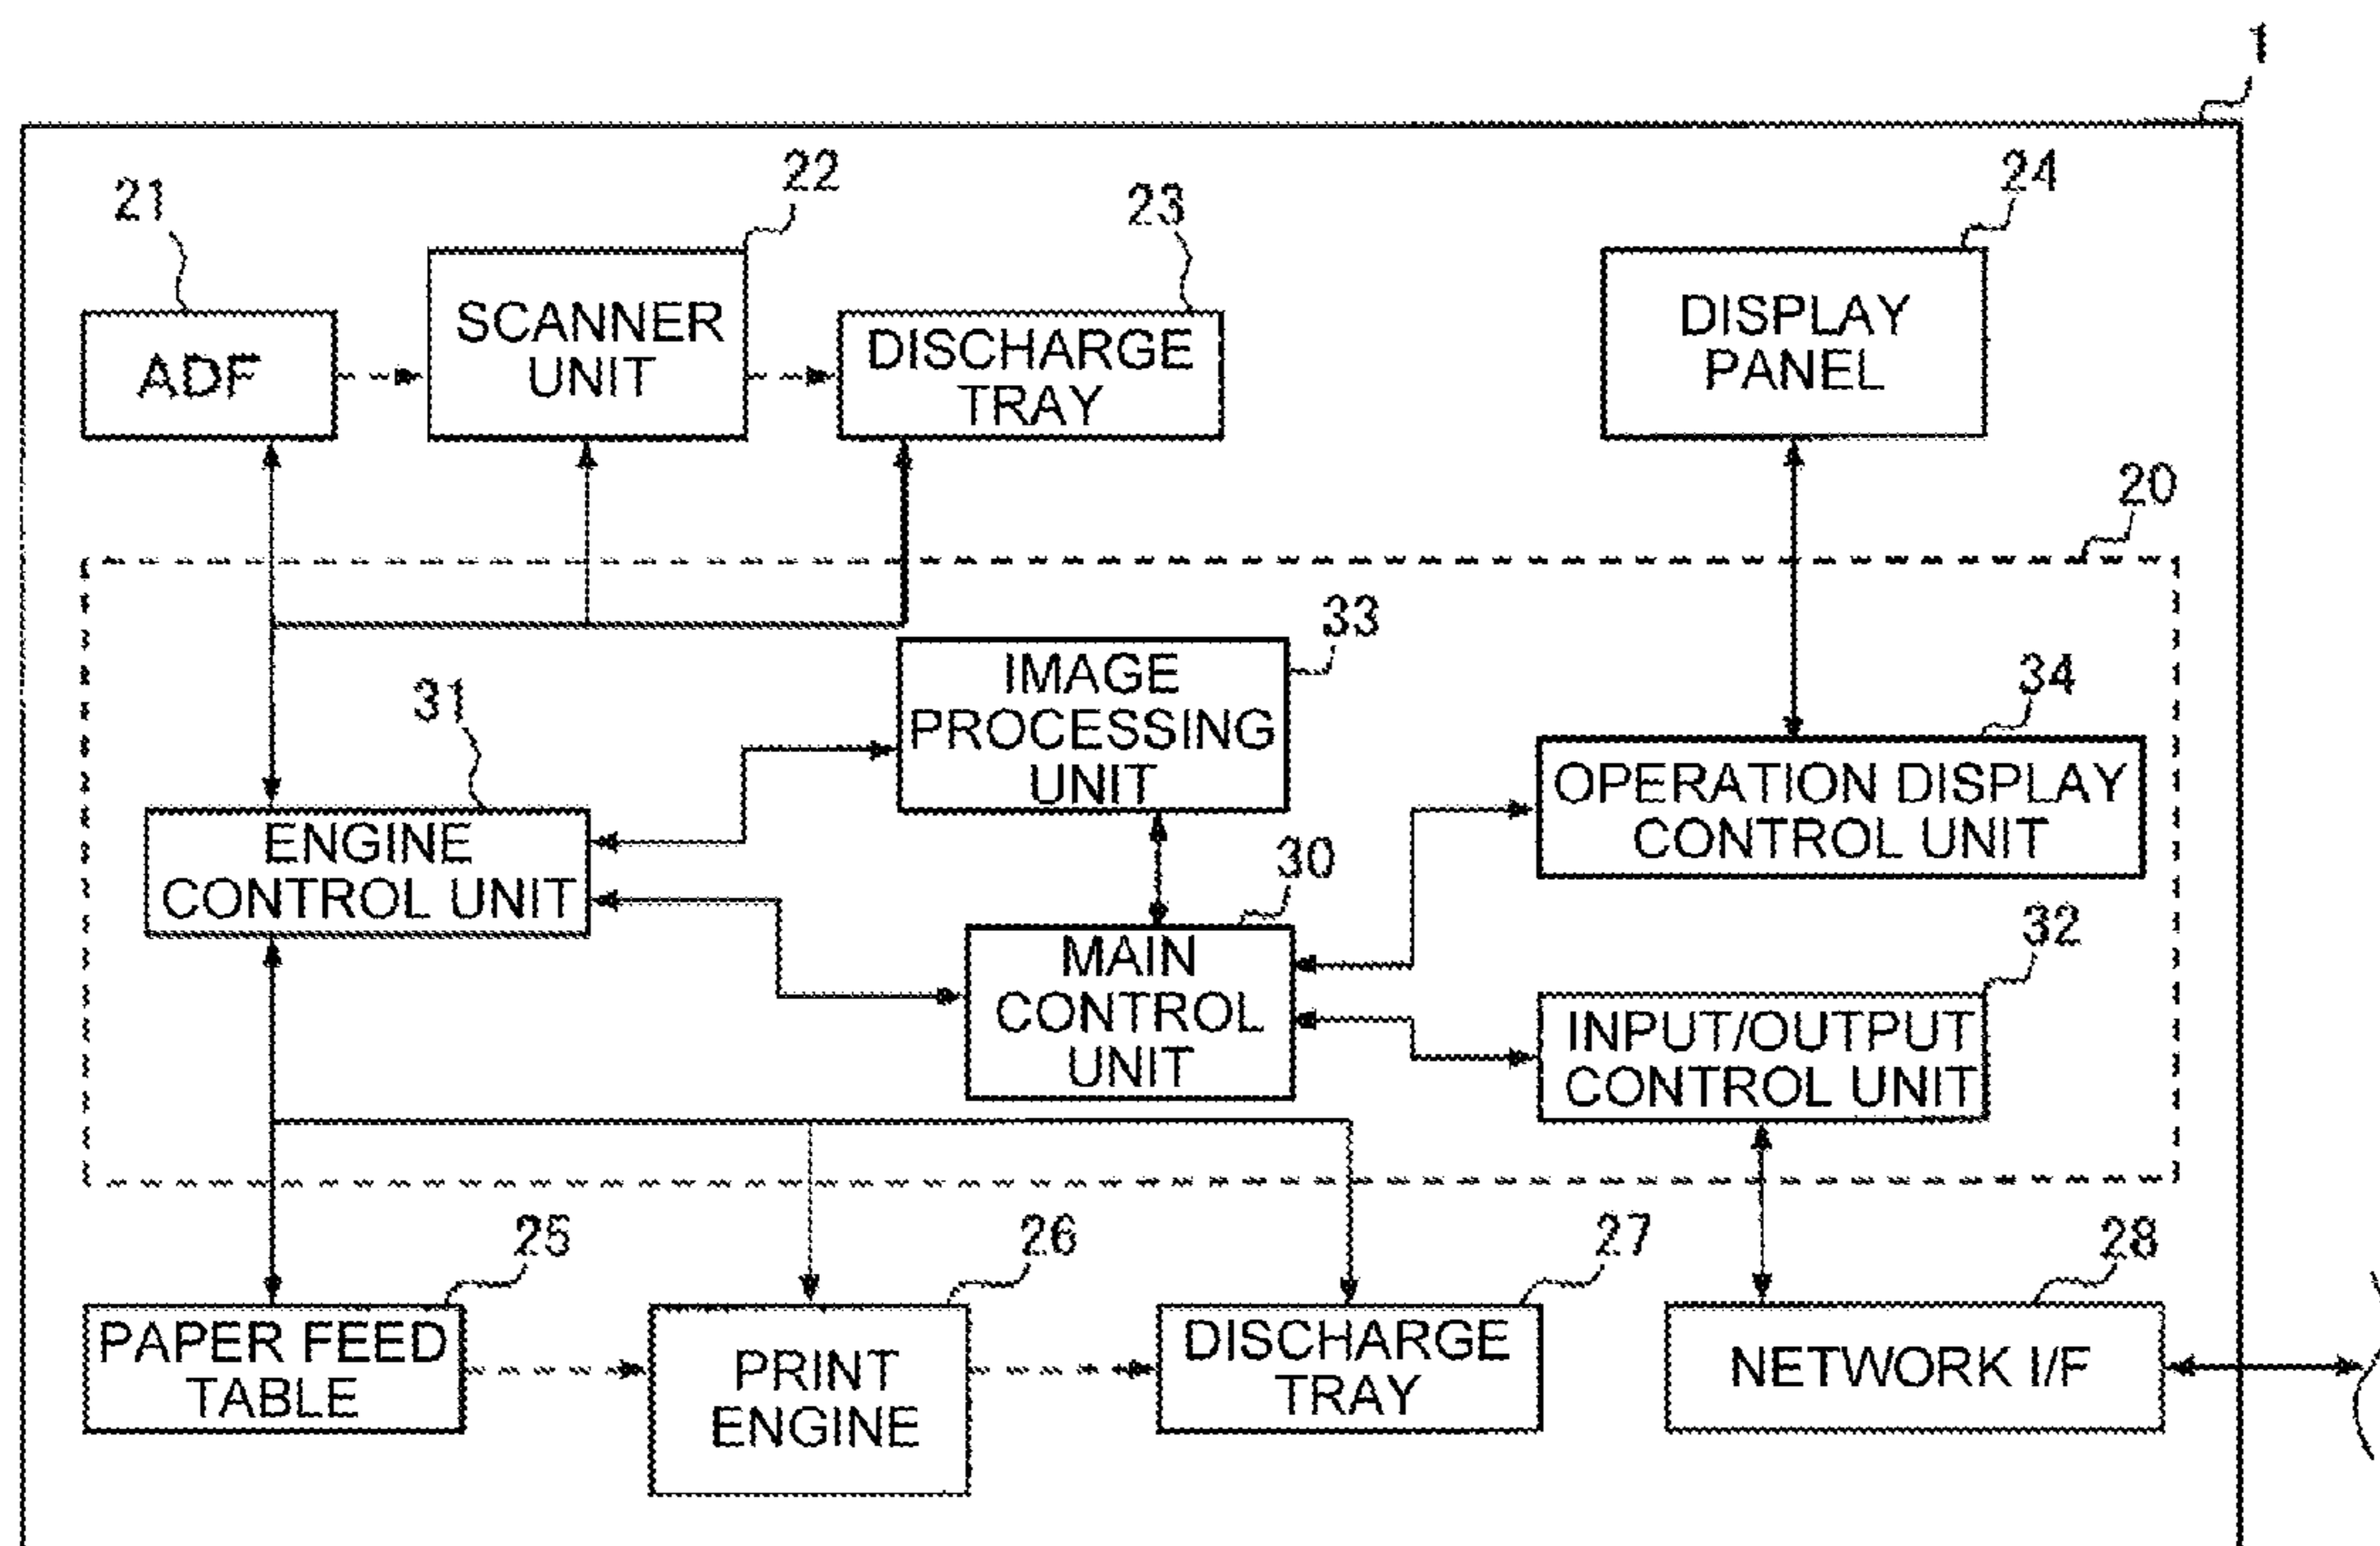 1
21
22
23
24
ADF
SCANNER
UNIT
DISCHARGE
TRAY
DISPLAY
PANEL
20
33
IMAGE
PROCESSING
UNIT
31
ENGINE
CONTROL UNIT
34
OPERATION DISPLAY
CONTROL UNIT
30
MAIN
CONTROL
UNIT
32
INPUT/OUTPUT
CONTROL UNIT
25
26
27
28
PAPER FEED
TABLE
PRINT
ENGINE
DISCHARGE
TRAY
NETWORK I/F